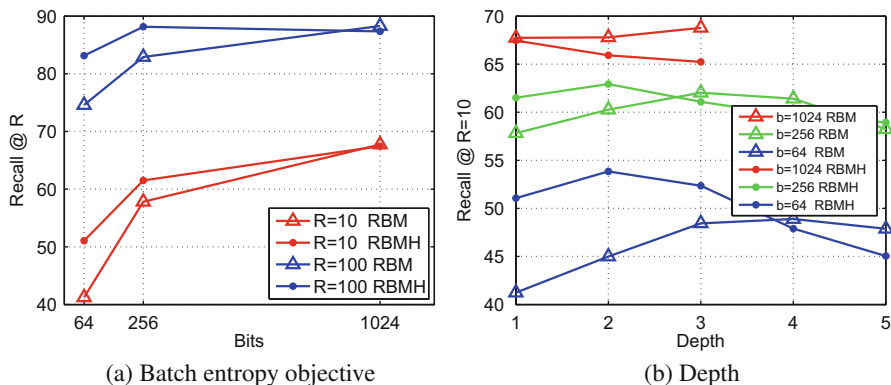 90
80
70
60
50
40
64
256
1024
Recall @ R
Bits
R=10 RBM
R=10 RBMH
R=100 RBM
R=100 RBMH
(a) Batch entropy objective
70
65
60
55
50
45
40
1
2
3
4
5
Recall @ R=10
Depth
b=1024 RBM
b=256 RBM
b=64 RBM
b=1024 RBMH
b=256 RBMH
b=64 RBMH
(b) Depth